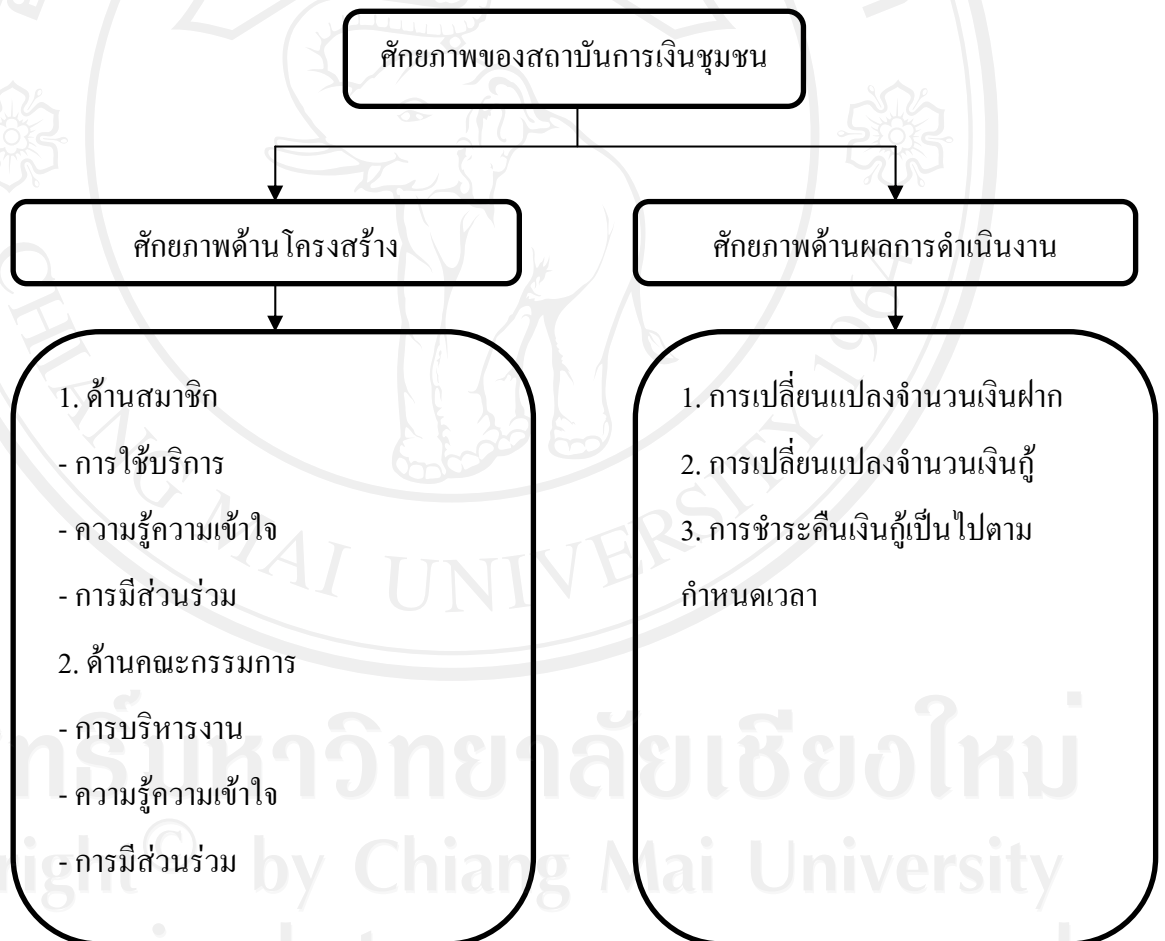 ศักยภาพของสถาบันการเงินชุมชน
ศักยภาพด้านโครงสร้าง
ศักยภาพด้านผลการดำเนินงาน
1. ด้านสมาชิก
- การใช้บริการ
- ความรู้ความเข้าใจ
- การมีส่วนร่วม
2. ด้านคณะกรรมการ
- การบริหารงาน
- ความรู้ความเข้าใจ
- การมีส่วนร่วม
1. การเปลี่ยนแปลงจำนวนเงินฝาก
2. การเปลี่ยนแปลงจำนวนเงินกู้
3. การชำระคืนเงินกู้เป็นไปตาม
กำหนดเวลา
CHIANG MAI UNIVERSITY 1964
มหาวิทยาลัยเชียงใหม่
© by Chiang Mai University